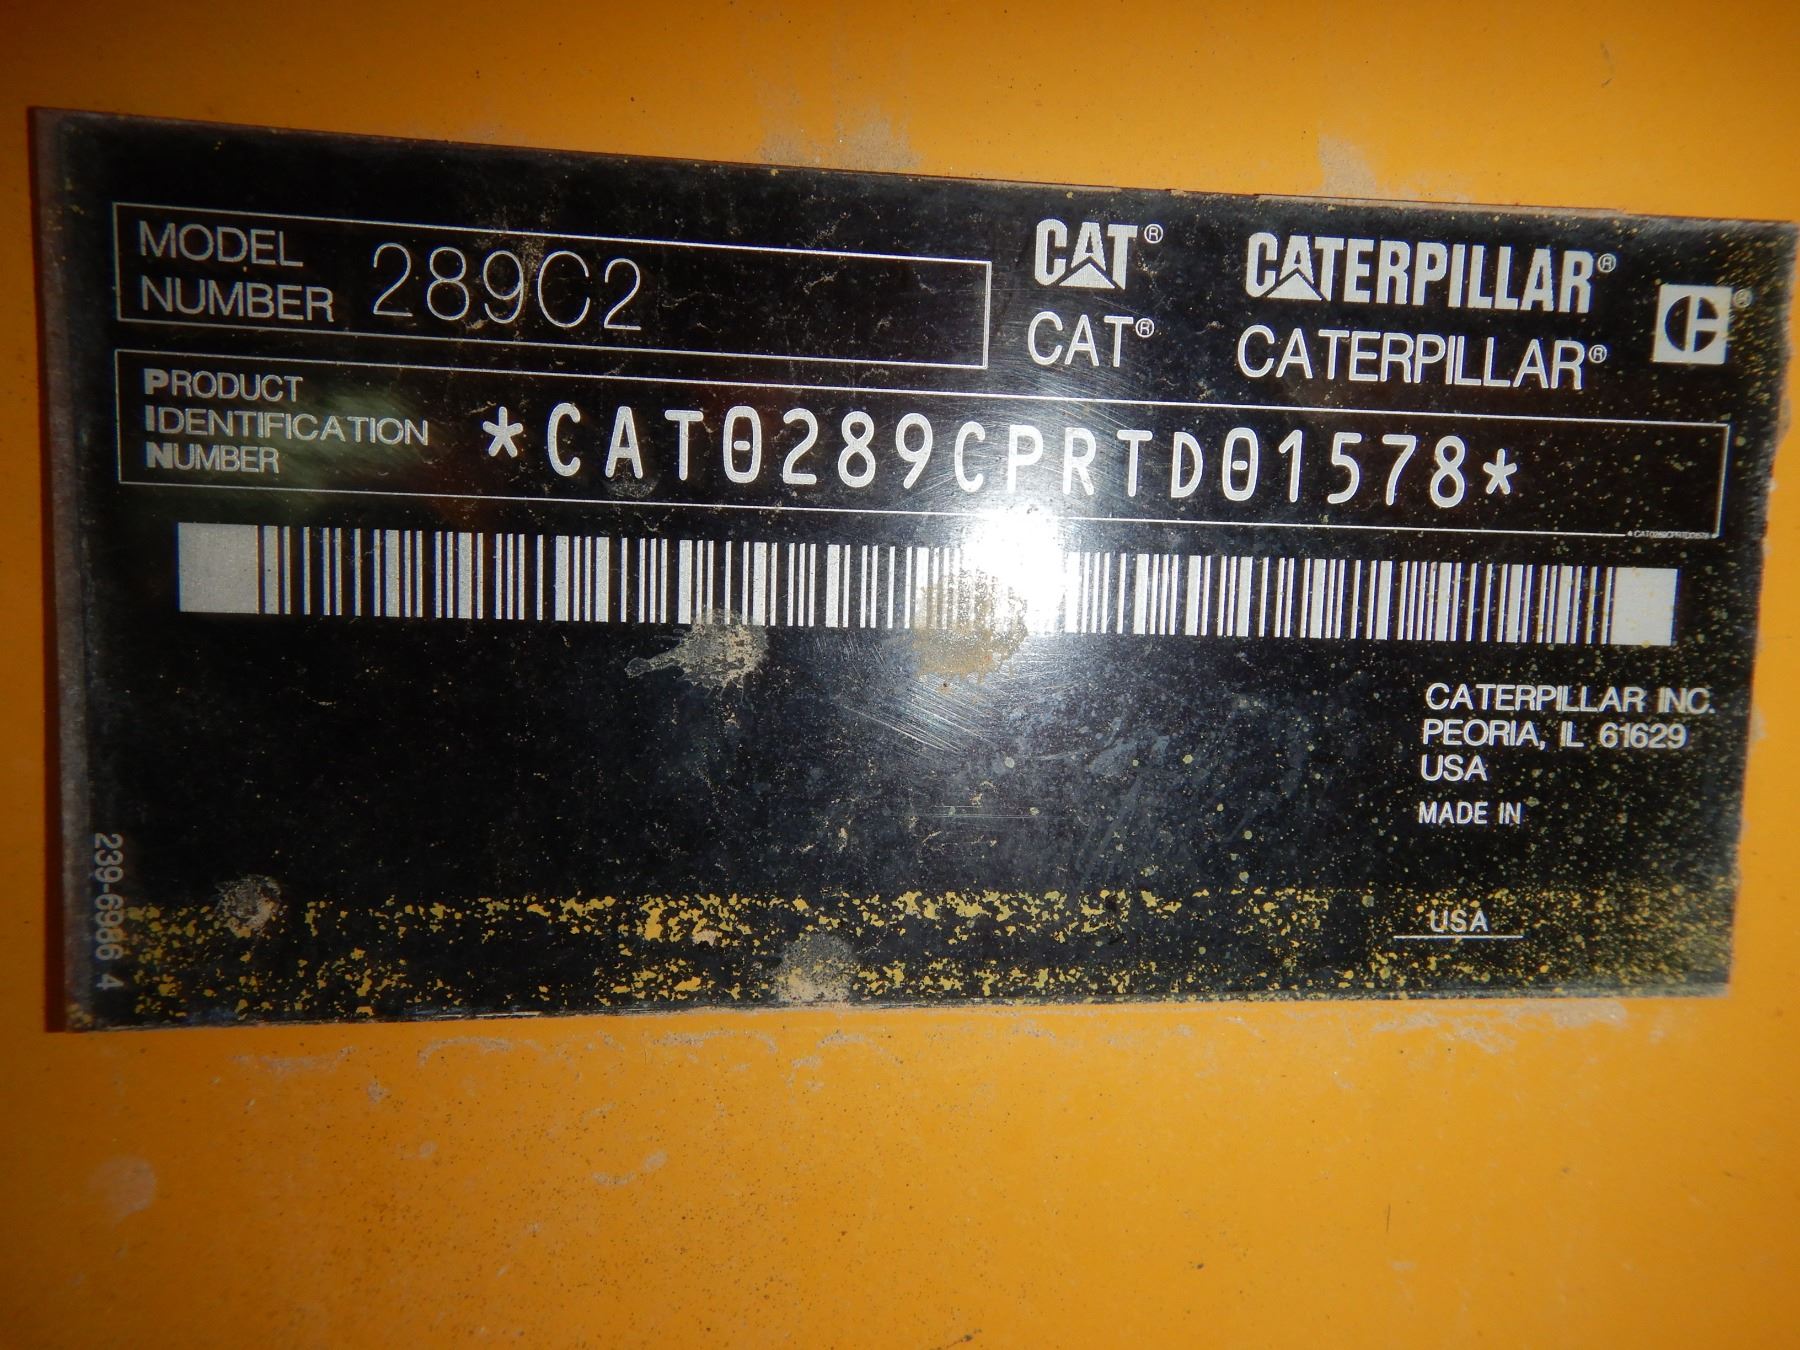 MODEL
NUMBER 289C2
CAT® CATERPILLAR®
CAT® CATERPILLAR®
®
PRODUCT
IDENTIFICATION
NUMBER
*CAT0289CPRTD01578*
CATERPILLAR INC.
PEORIA, IL 61629
USA
MADE IN
USA
239-6966 4